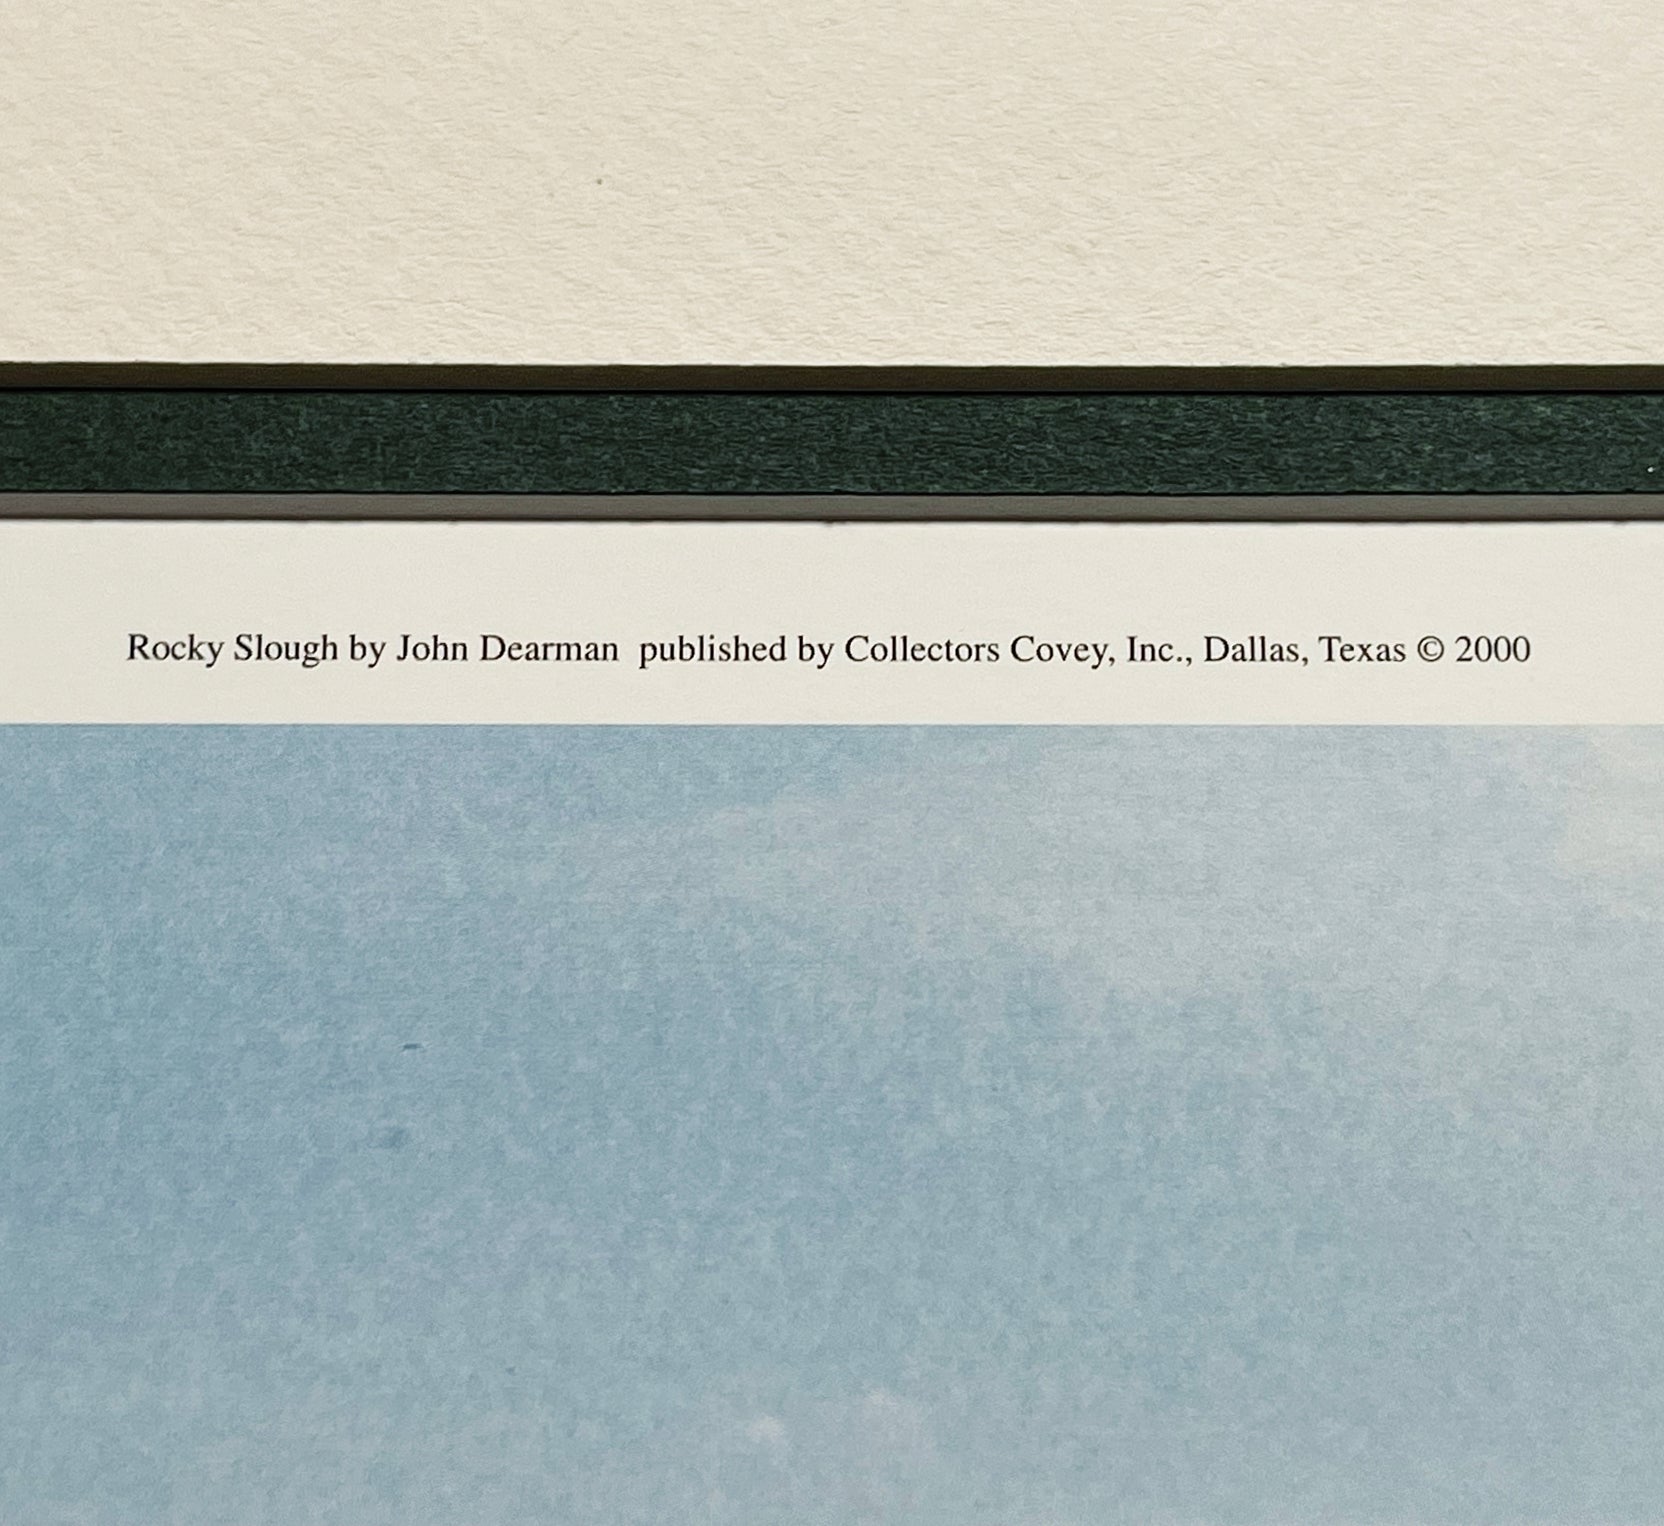 Rocky Slough by John Dearman  published by Collectors Covey, Inc., Dallas, Texas © 2000